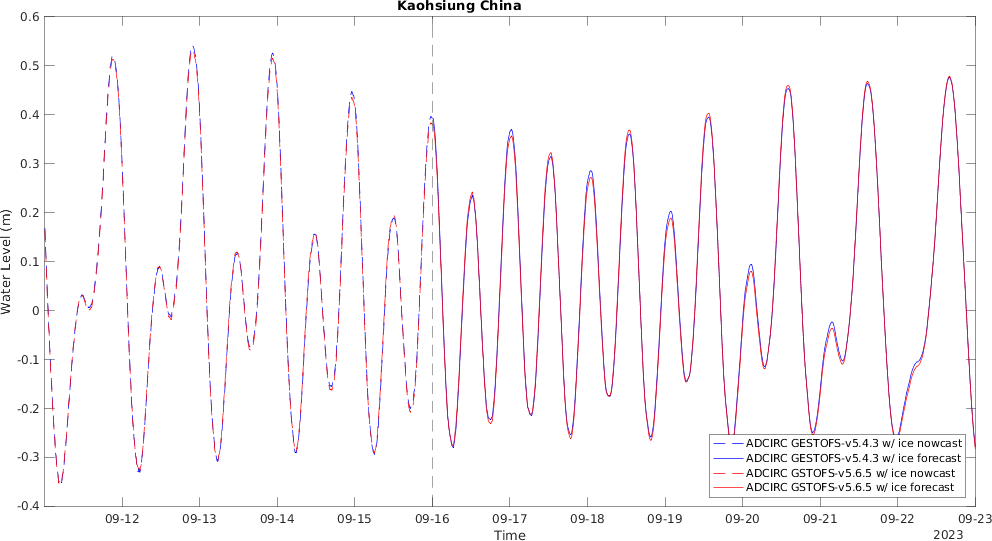 Kaohsiung China
0.6
0.5
0.4
0.3
0.2
0.1
0
-0.1
-0.2
-0.3
-0.4
Water Level (m)
ADCIRC GESTOFS-v5.4.3 w/ ice nowcast
ADCIRC GESTOFS-v5.4.3 w/ ice forecast
ADCIRC GSTOFS-v5.6.5 w/ ice nowcast
ADCIRC GSTOFS-v5.6.5 w/ ice forecast
09-12 09-13 09-14 09-15 09-16 09-17 09-18 09-19 09-20 09-21 09-22 09-23
Time
2023